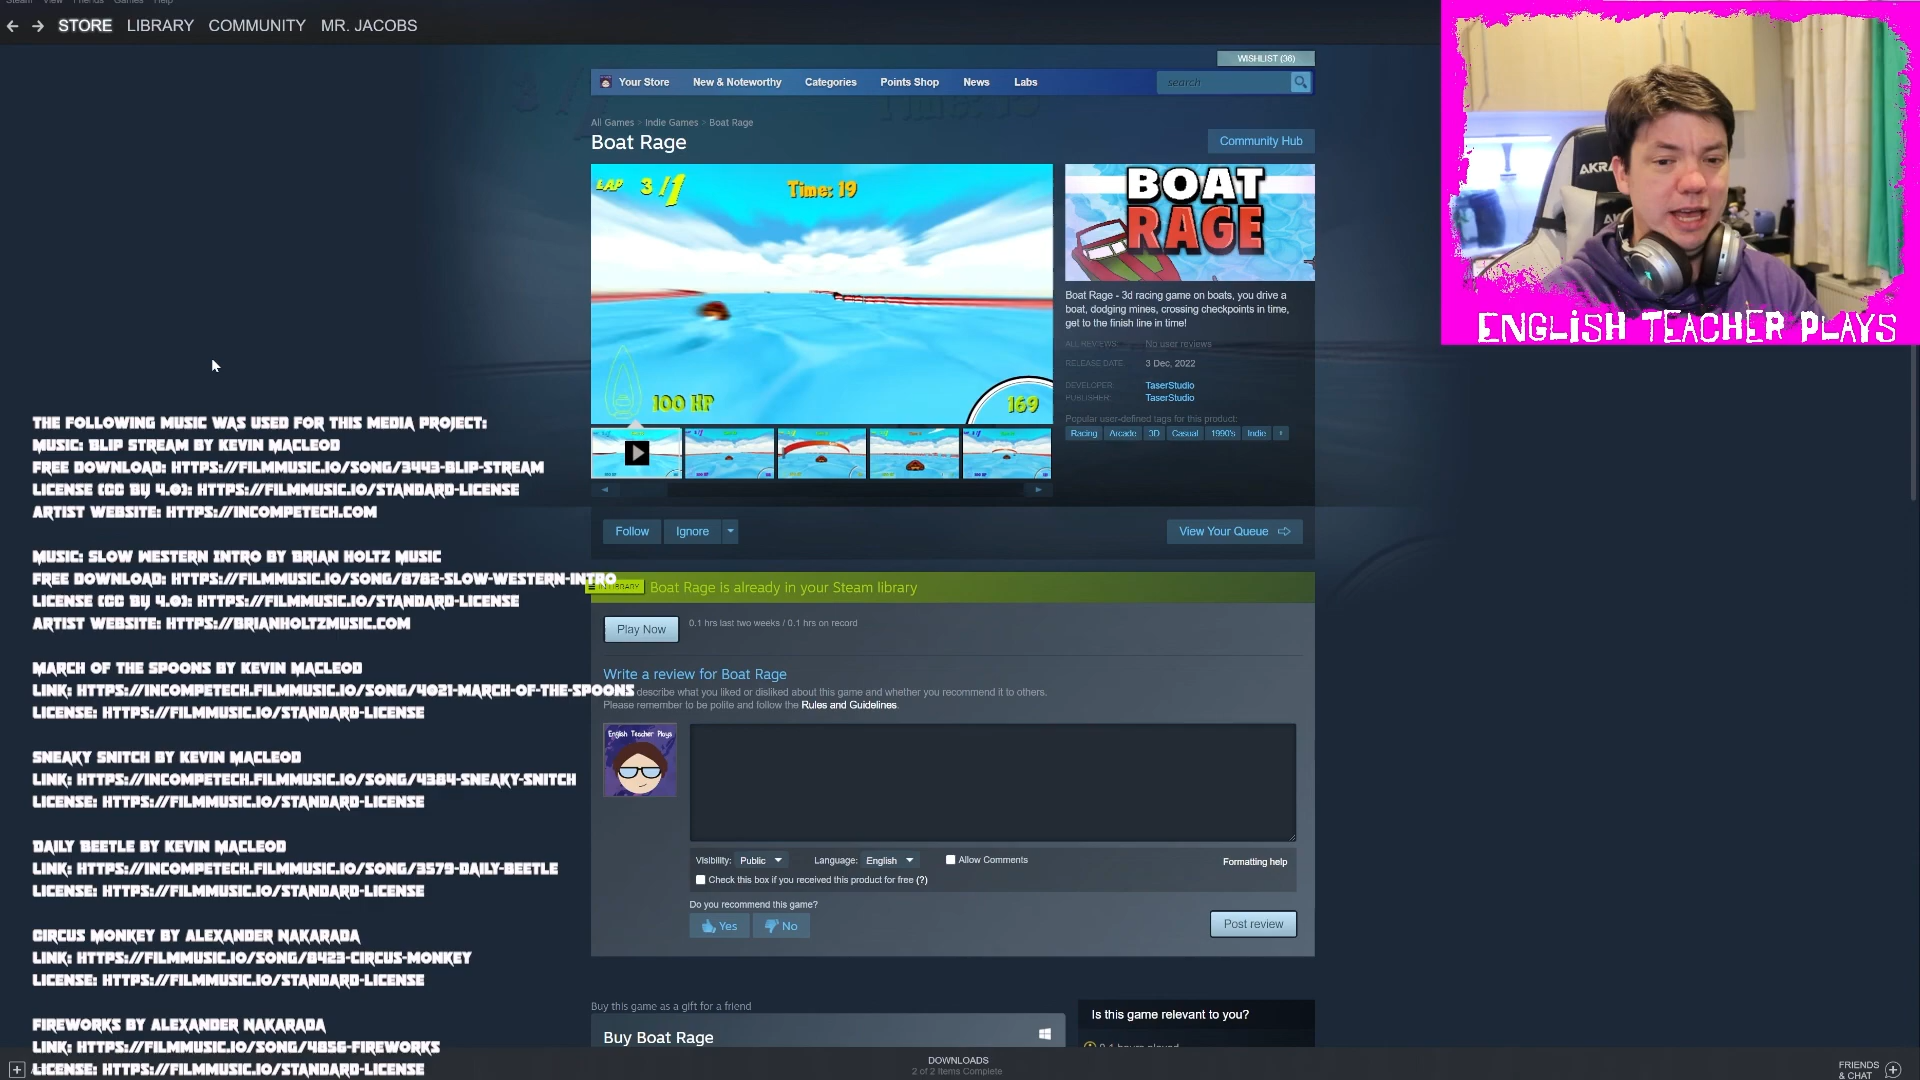 Steam View Friends Games Help
STORE LIBRARY COMMUNITY MR. JACOBS
WISHLIST (36)
Your Store New & Noteworthy Categories Points Shop News Labs search
All Games > Indie Games > Boat Rage
Boat Rage
Community Hub
LAP 3/1
Time: 19
100 HP
169
BOAT
RAGE
Boat Rage - 3d racing game on boats, you drive a
boat, dodging mines, crossing checkpoints in time,
get to the finish line in time!
ALL REVIEWS: No user reviews
RELEASE DATE: 3 Dec, 2022
DEVELOPER: TaserStudio
PUBLISHER: TaserStudio
Popular user-defined tags for this product:
Racing Arcade 3D Casual 1990's Indie +
AKRA
ENGLISH TEACHER PLAYS
Follow Ignore
View Your Queue
IN LIBRARY
Boat Rage is already in your Steam library
Play Now
0.1 hrs last two weeks / 0.1 hrs on record
Write a review for Boat Rage
describe what you liked or disliked about this game and whether you recommend it to others.
Please remember to be polite and follow the Rules and Guidelines.
English Teacher Plays
Visibility: Public Language: English Allow Comments
Formatting help
Check this box if you received this product for free (?)
Do you recommend this game?
Yes No
Post review
Buy this game as a gift for a friend
Buy Boat Rage
Is this game relevant to you?
DOWNLOADS
2 of 2 Items Complete
FRIENDS
& CHAT
THE FOLLOWING MUSIC WAS USED FOR THIS MEDIA PROJECT:
MUSIC: BLIP STREAM BY KEVIN MACLEOD
FREE DOWNLOAD: HTTPS://FILMMUSIC.IO/SONG/3443-BLIP-STREAM
LICENSE (CC BY 4.0): HTTPS://FILMMUSIC.IO/STANDARD-LICENSE
ARTIST WEBSITE: HTTPS://INCOMPETECH.COM
MUSIC: SLOW WESTERN INTRO BY BRIAN HOLTZ MUSIC
FREE DOWNLOAD: HTTPS://FILMMUSIC.IO/SONG/8782-SLOW-WESTERN-INTRO
LICENSE (CC BY 4.0): HTTPS://FILMMUSIC.IO/STANDARD-LICENSE
ARTIST WEBSITE: HTTPS://BRIANHOLTZMUSIC.COM
MARCH OF THE SPOONS BY KEVIN MACLEOD
LINK: HTTPS://INCOMPETECH.FILMMUSIC.IO/SONG/4021-MARCH-OF-THE-SPOONS
LICENSE: HTTPS://FILMMUSIC.IO/STANDARD-LICENSE
SNEAKY SNITCH BY KEVIN MACLEOD
LINK: HTTPS://INCOMPETECH.FILMMUSIC.IO/SONG/4384-SNEAKY-SNITCH
LICENSE: HTTPS://FILMMUSIC.IO/STANDARD-LICENSE
DAILY BEETLE BY KEVIN MACLEOD
LINK: HTTPS://INCOMPETECH.FILMMUSIC.IO/SONG/3579-DAILY-BEETLE
LICENSE: HTTPS://FILMMUSIC.IO/STANDARD-LICENSE
CIRCUS MONKEY BY ALEXANDER NAKARADA
LINK: HTTPS://FILMMUSIC.IO/SONG/8423-CIRCUS-MONKEY
LICENSE: HTTPS://FILMMUSIC.IO/STANDARD-LICENSE
FIREWORKS BY ALEXANDER NAKARADA
LINK: HTTPS://FILMMUSIC.IO/SONG/4856-FIREWORKS
LICENSE: HTTPS://FILMMUSIC.IO/STANDARD-LICENSE